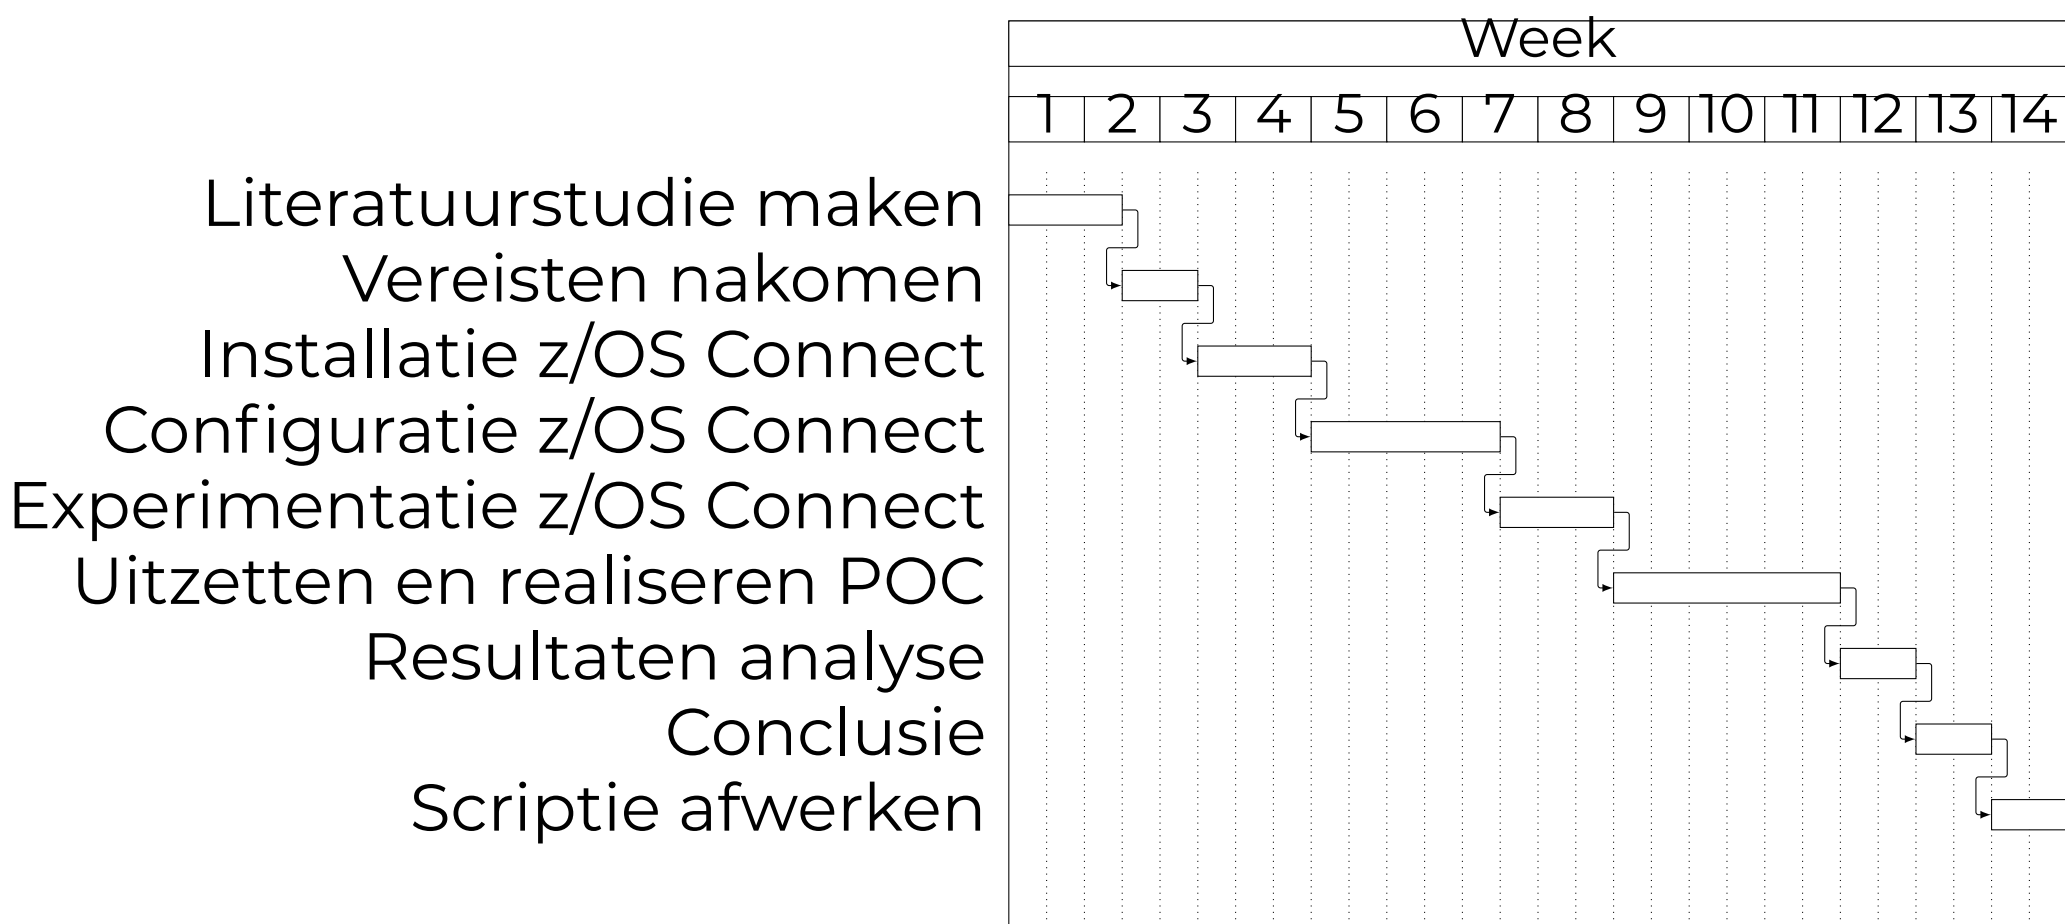 Week
1 2 3 4 5 6 7 8 9 10 11 12 13 14
Literatuurstudie maken
Vereisten nakomen
Installatie z/OS Connect
Configuratie z/OS Connect
Experimentatie z/OS Connect
Uitzetten en realiseren POC
Resultaten analyse
Conclusie
Scriptie afwerken